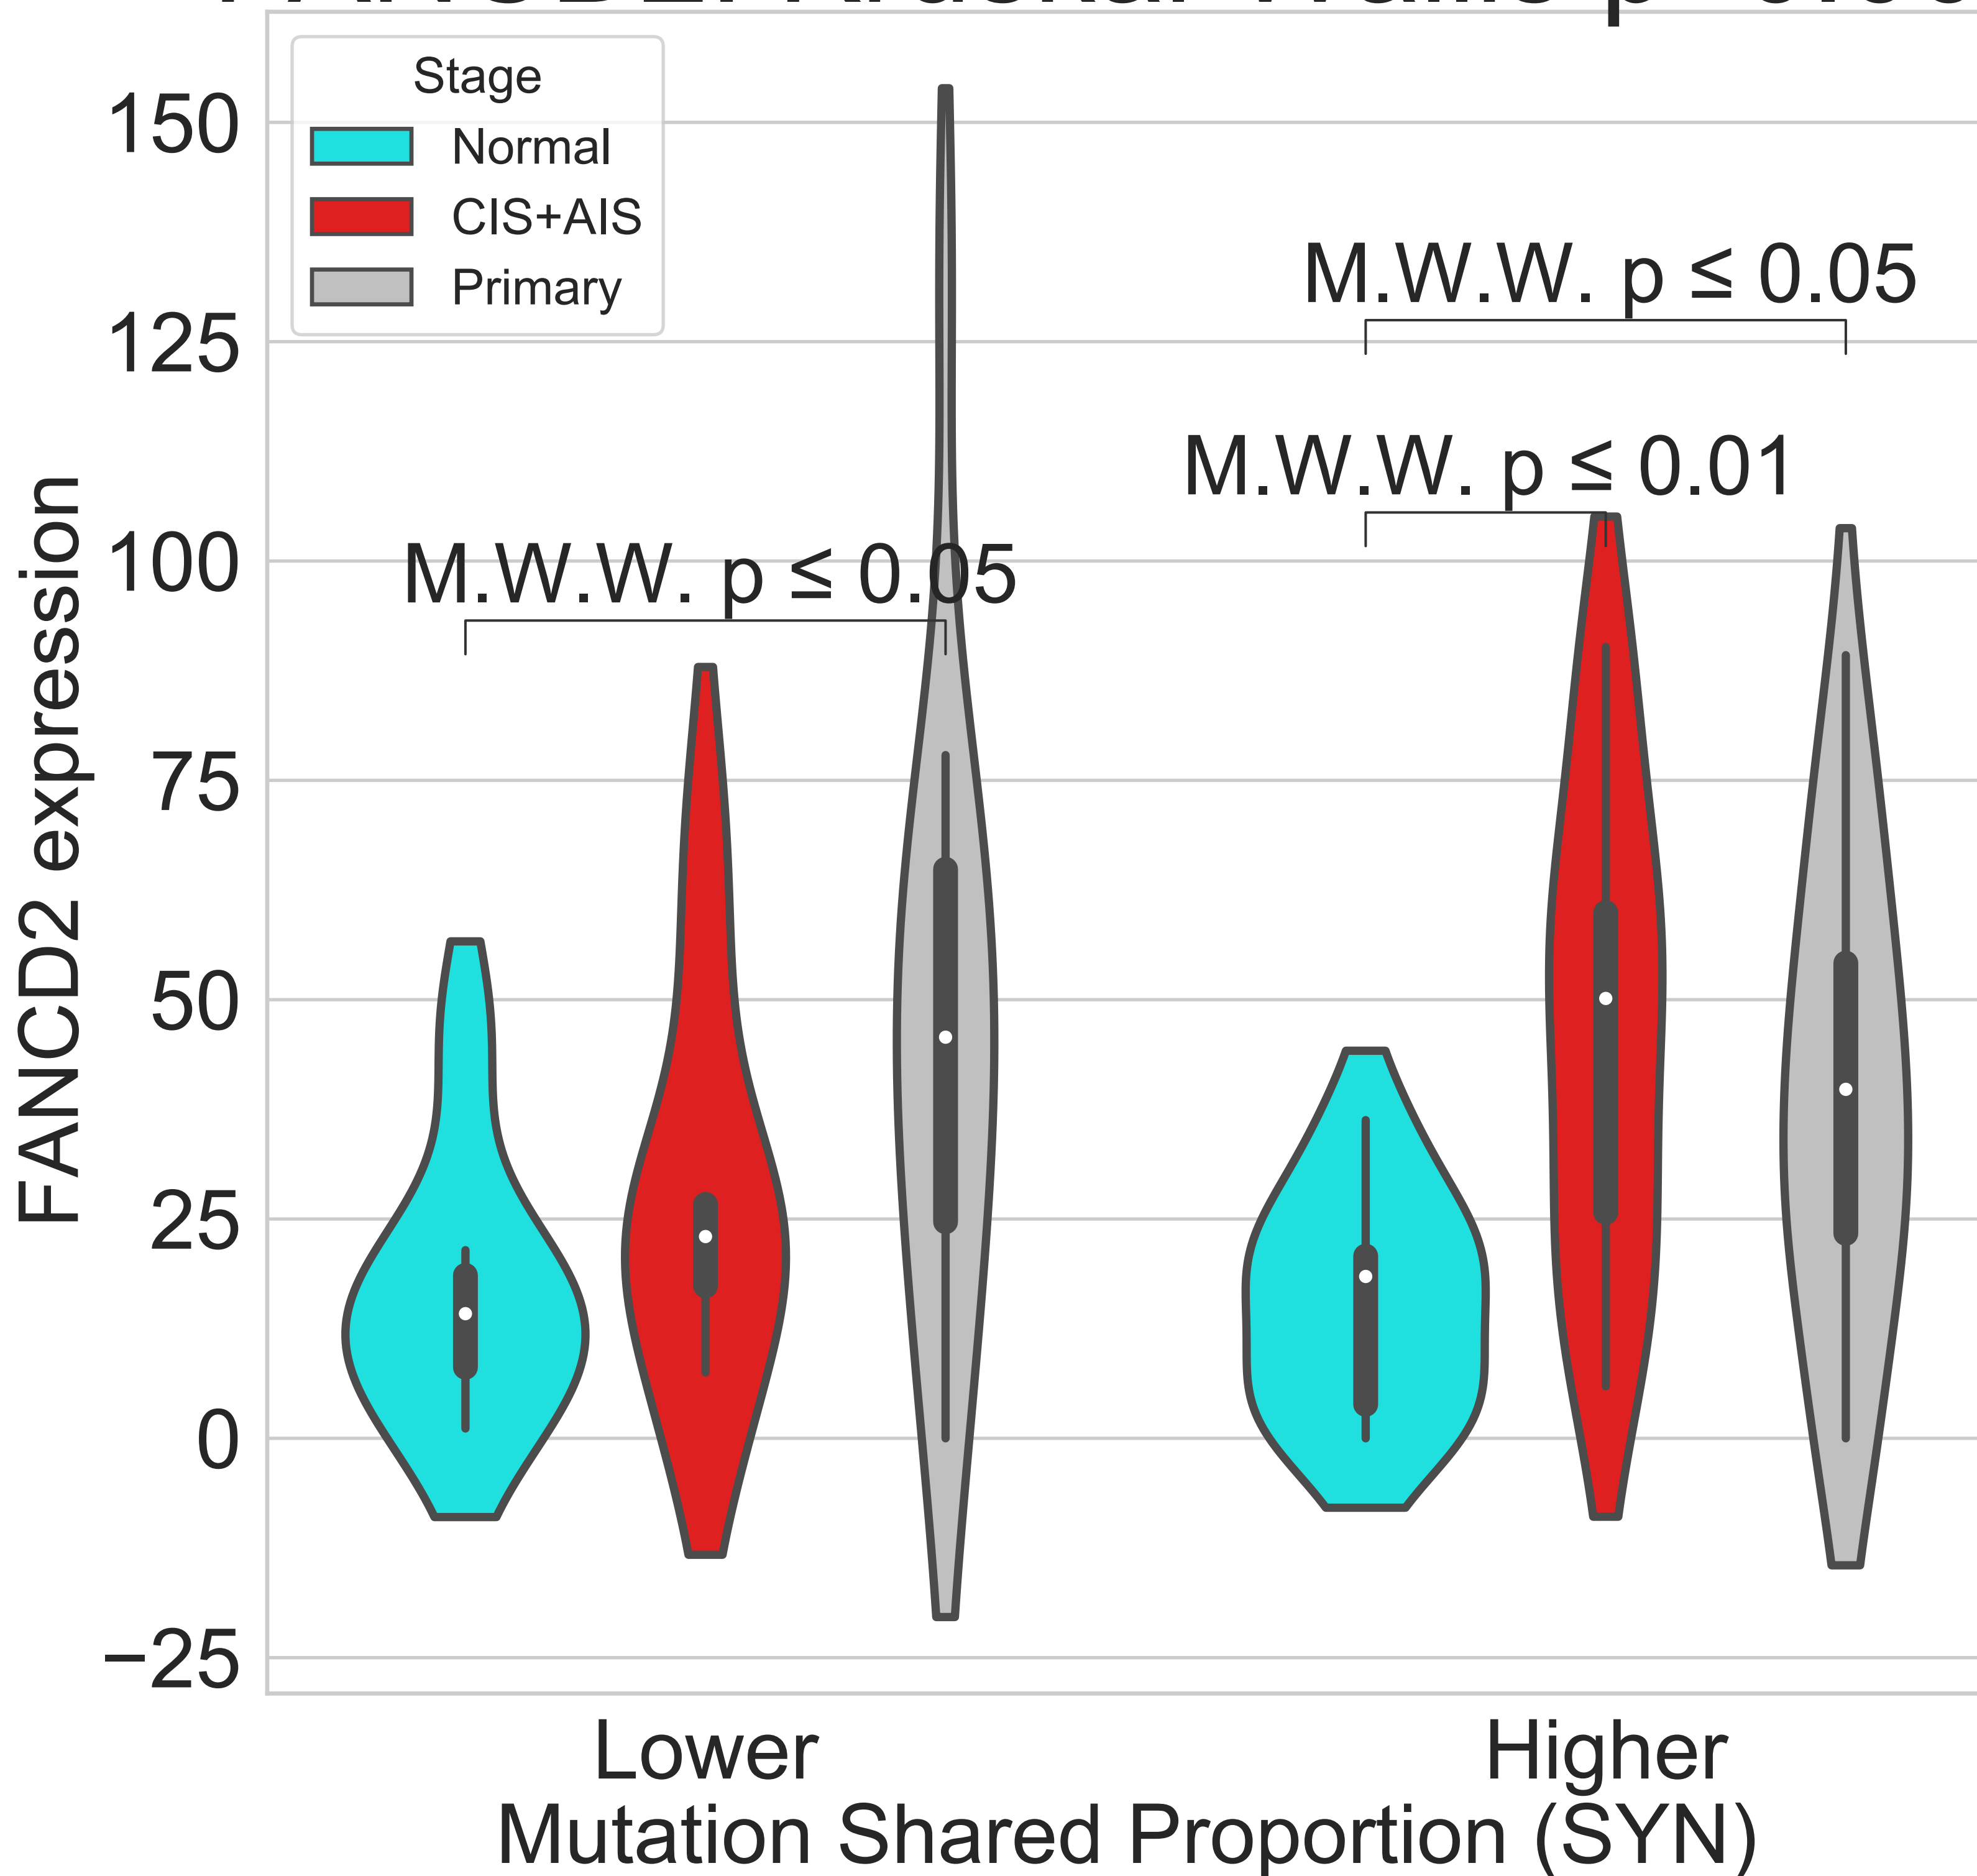 Stage
Normal
CIS+AIS
Primary
M.W.W. p ≤ 0.05
M.W.W. p ≤ 0.01
M.W.W. p ≤ 0.05
150
125
100
75
50
25
0
−25
FANCD2 expression
Lower
Higher
Mutation Shared Proportion (SYN)